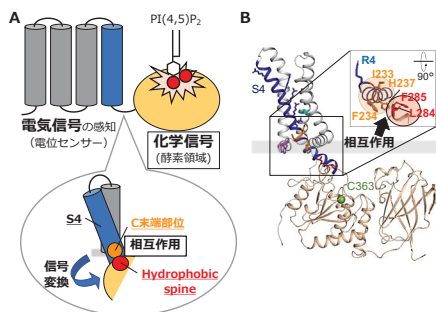 A
PI(4,5)P₂
電気信号の感知
(電位センサー)
化学信号
(酵素領域)
S4
C末端部位
相互作用
信号
変換
Hydrophobic
spine
B
S4
R4
I233
H237
F285
F234
L284
90°
相互作用
C363